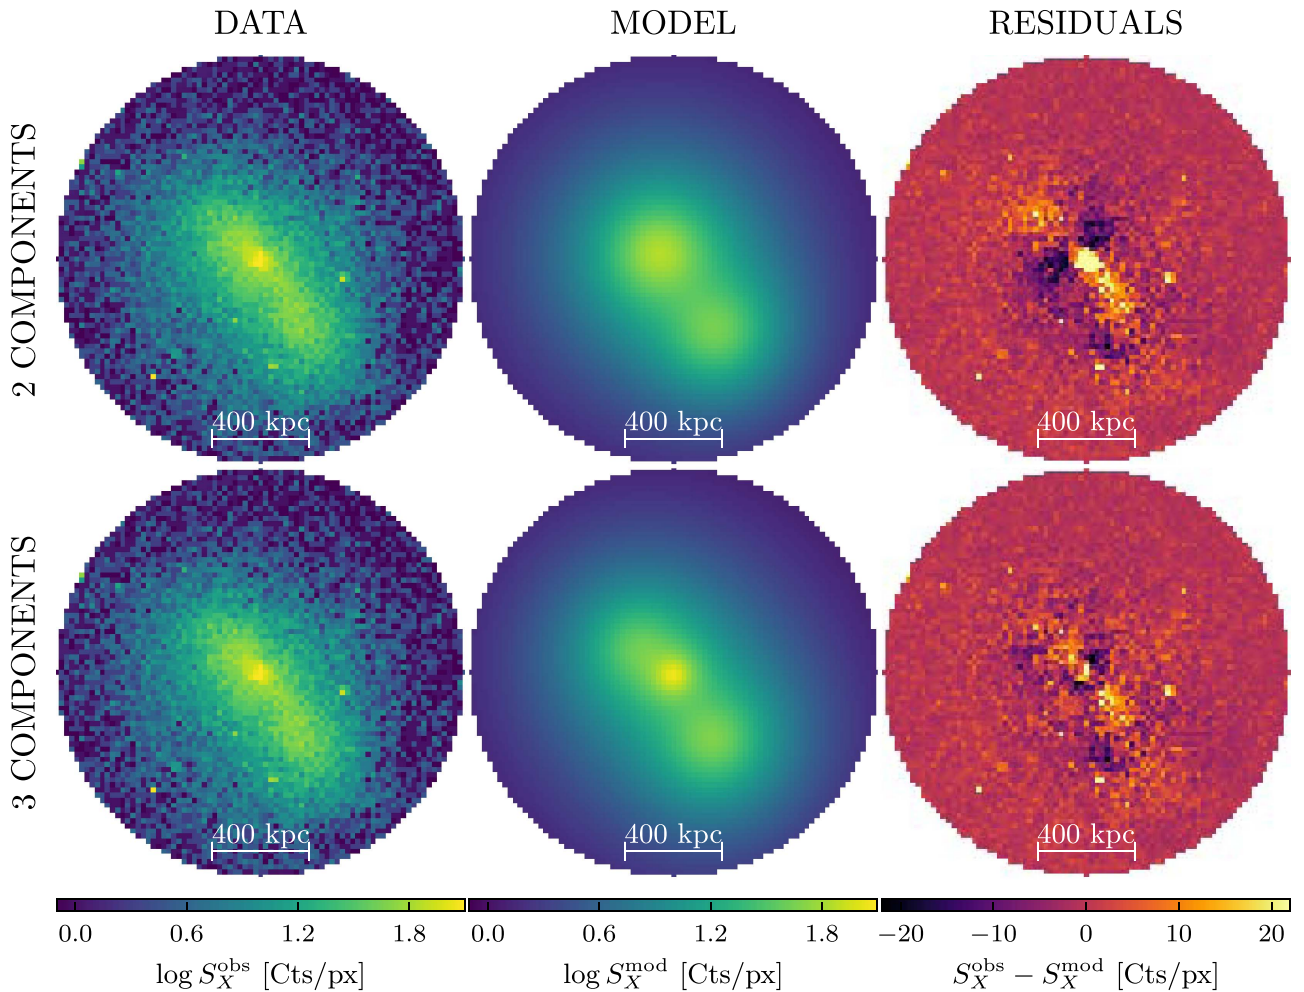 DATA MODEL RESIDUALS
2 COMPONENTS
400 kpc 400 kpc 400 kpc
3 COMPONENTS
400 kpc 400 kpc 400 kpc
0.0 0.6 1.2 1.8 0.0 0.6 1.2 1.8 −20 −10 0 10 20
log S_X^obs [Cts/px] log S_X^mod [Cts/px] S_X^obs − S_X^mod [Cts/px]